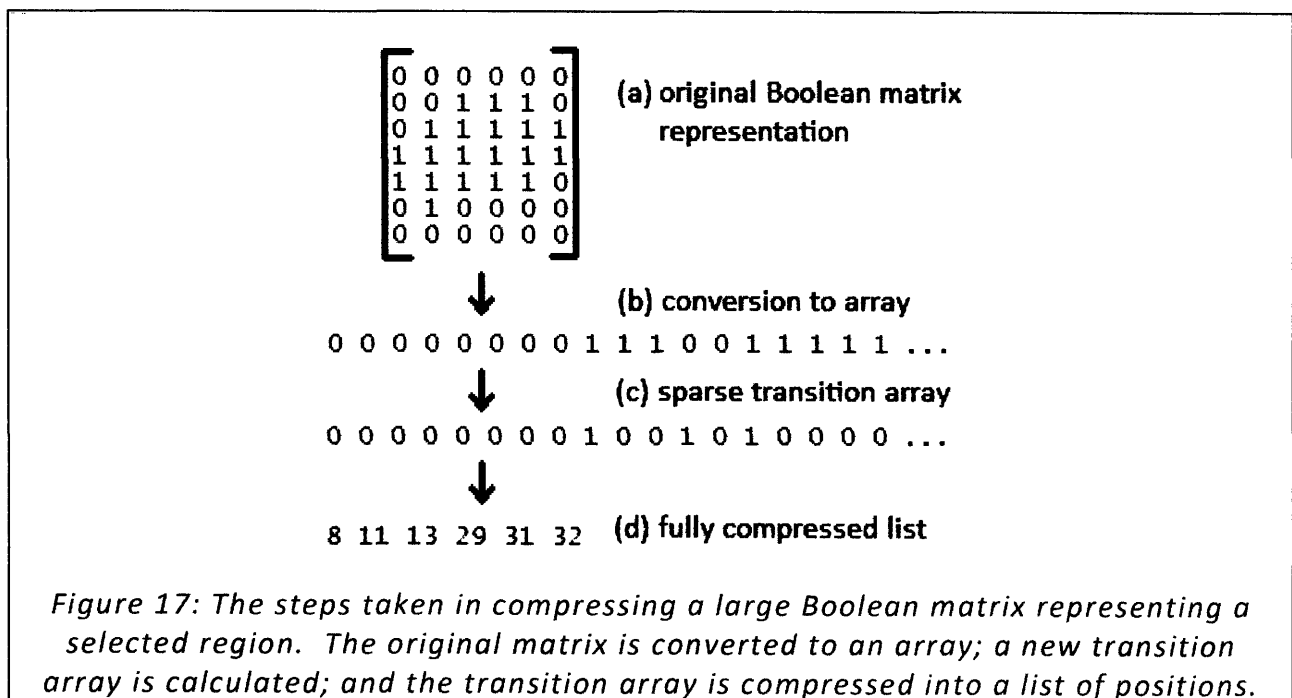 0 0 0 0 0 0
0 0 1 1 1 0
0 1 1 1 1 1
1 1 1 1 1 1
1 1 1 1 1 0
0 1 0 0 0 0
0 0 0 0 0 0
(a) original Boolean matrix
representation
(b) conversion to array
0 0 0 0 0 0 0 0 1 1 1 0 0 1 1 1 1 1 ...
(c) sparse transition array
0 0 0 0 0 0 0 0 1 0 0 1 0 1 0 0 0 0 ...
8 11 13 29 31 32 (d) fully compressed list
Figure 17: The steps taken in compressing a large Boolean matrix representing a
selected region. The original matrix is converted to an array; a new transition
array is calculated; and the transition array is compressed into a list of positions.